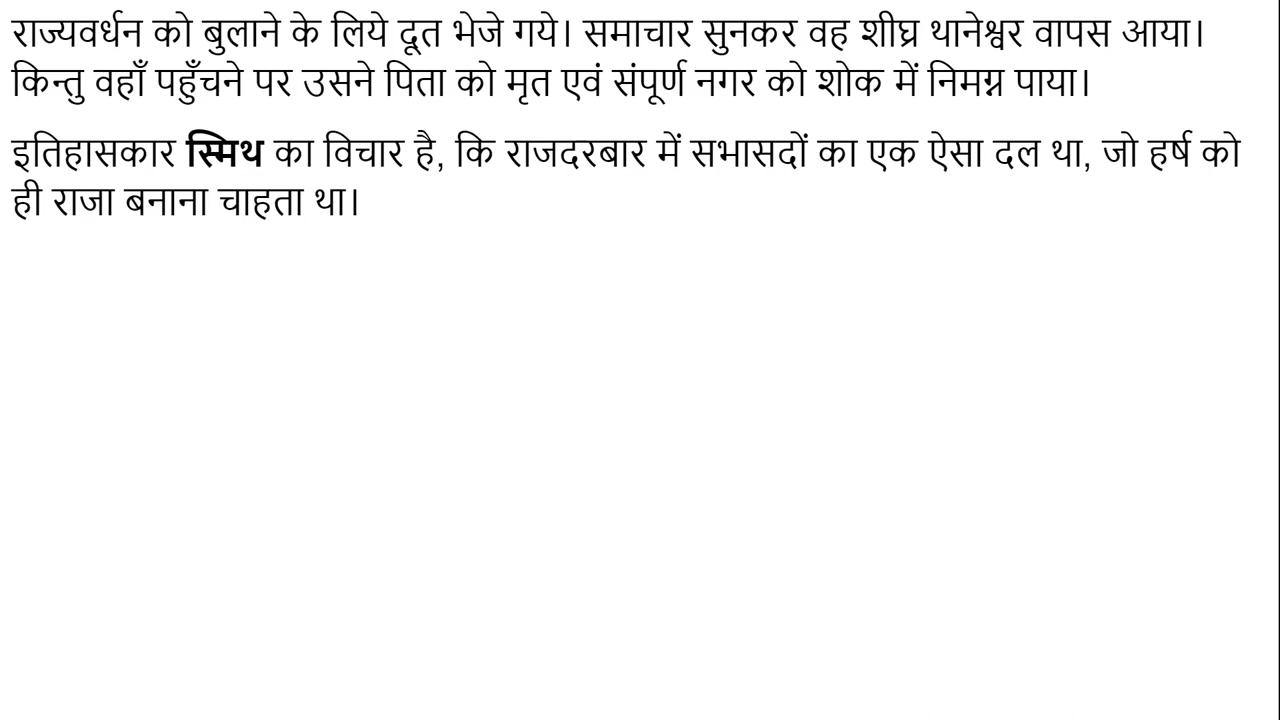 राज्यवर्धन को बुलाने के लिये दूत भेजे गये। समाचार सुनकर वह शीघ्र थानेश्वर वापस आया।
किन्तु वहाँ पहुँचने पर उसने पिता को मृत एवं संपूर्ण नगर को शोक में निमग्न पाया।
इतिहासकार स्मिथ का विचार है, कि राजदरबार में सभासदों का एक ऐसा दल था, जो हर्ष को
ही राजा बनाना चाहता था।